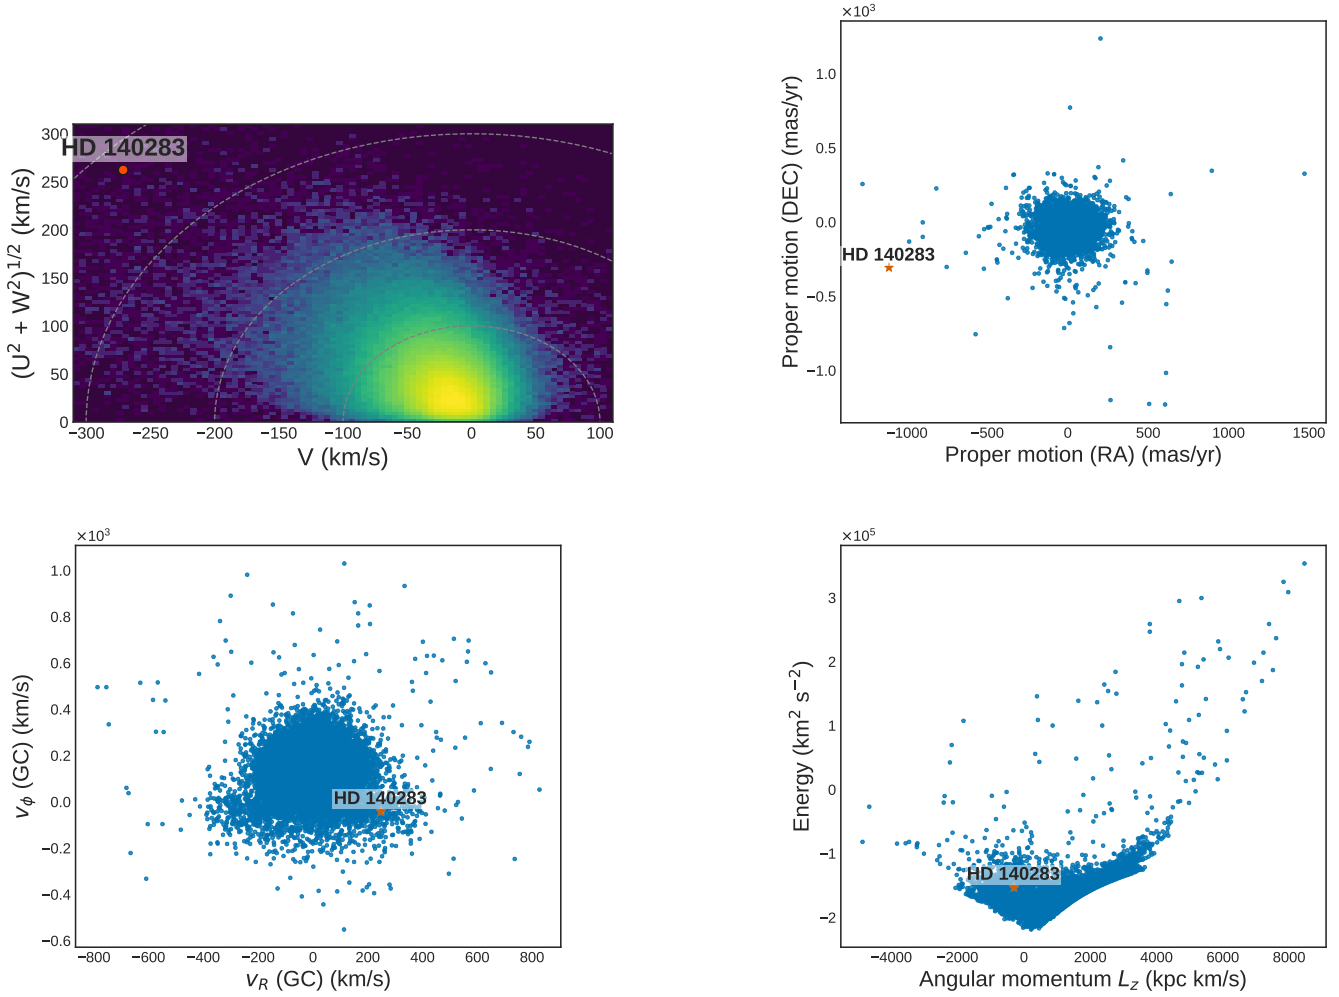 300
250
200
150
100
50
0
−300 −250 −200 −150 −100 −50 0 50 100
V (km/s)
(U² + W²)¹/² (km/s)
HD 140283
×10³
1.0
0.5
0.0
−0.5
−1.0
−1000 −500 0 500 1000 1500
Proper motion (RA) (mas/yr)
Proper motion (DEC) (mas/yr)
HD 140283
×10³
1.0
0.8
0.6
0.4
0.2
0.0
−0.2
−0.4
−0.6
−800 −600 −400 −200 0 200 400 600 800
v_R (GC) (km/s)
v_ϕ (GC) (km/s)
HD 140283
×10⁵
3
2
1
0
−1
−2
−4000 −2000 0 2000 4000 6000 8000
Angular momentum L_z (kpc km/s)
Energy (km² s⁻²)
HD 140283